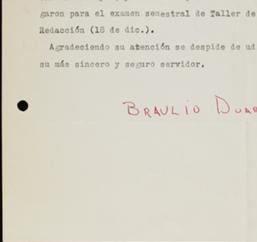 garon para el examen semestral de Taller de
Redacción (18 de dic.).
Agradeciendo su atención se despide de ud
su más sincero y seguro servidor.
BRAULIO